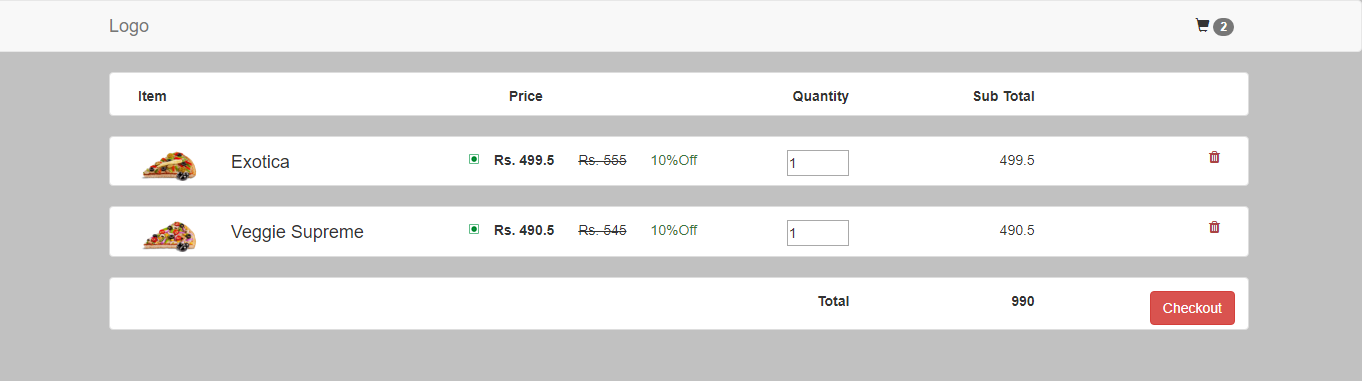 Logo 2
Item Price Quantity Sub Total
Exotica Rs. 499.5 Rs. 555 10%Off 1 499.5
Veggie Supreme Rs. 490.5 Rs. 545 10%Off 1 490.5
Total 990 Checkout